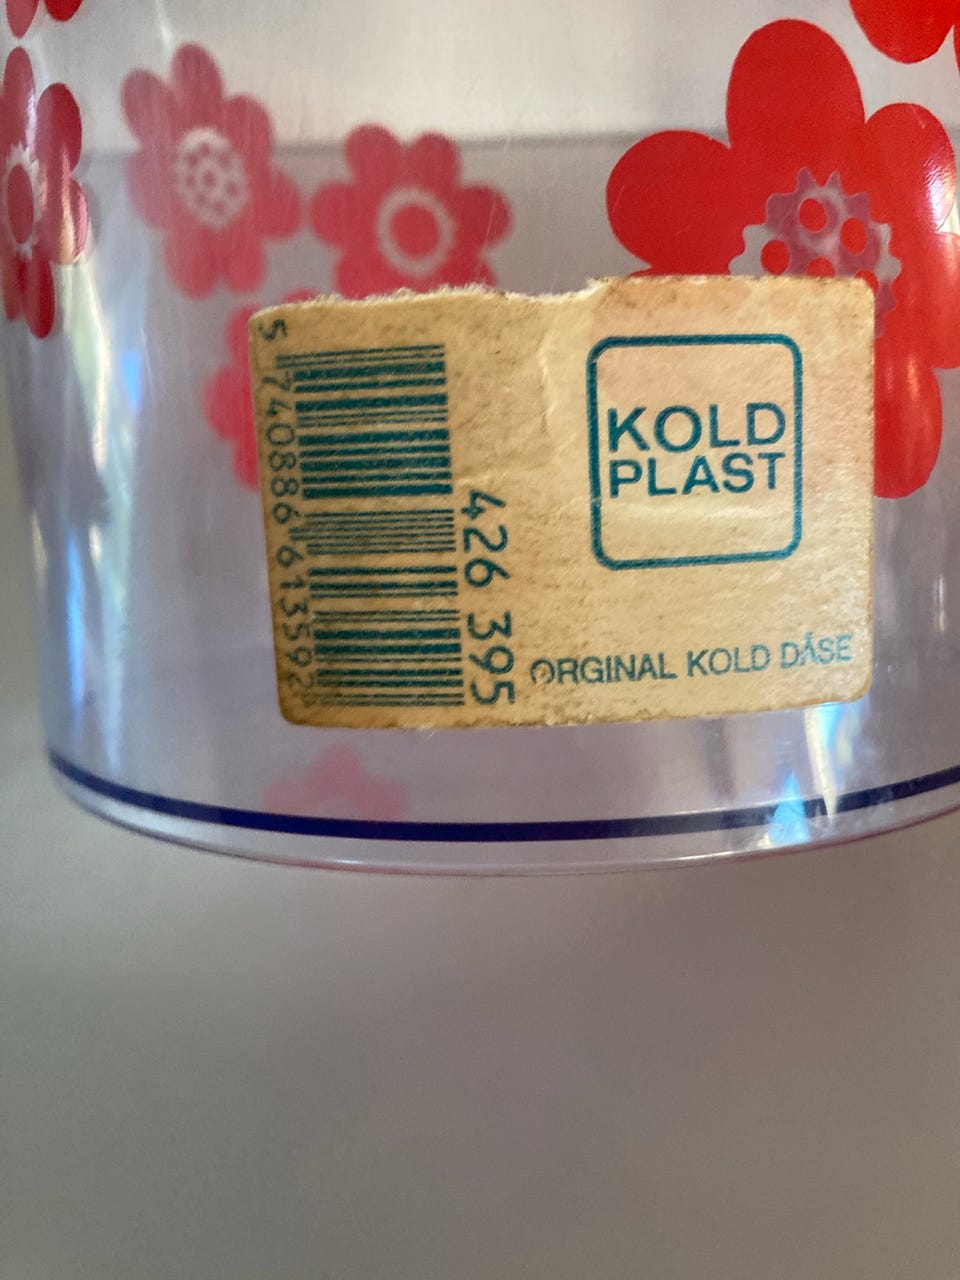 KOLD
PLAST
ORGINAL KOLD DÅSE
426 395
5 740886 613592